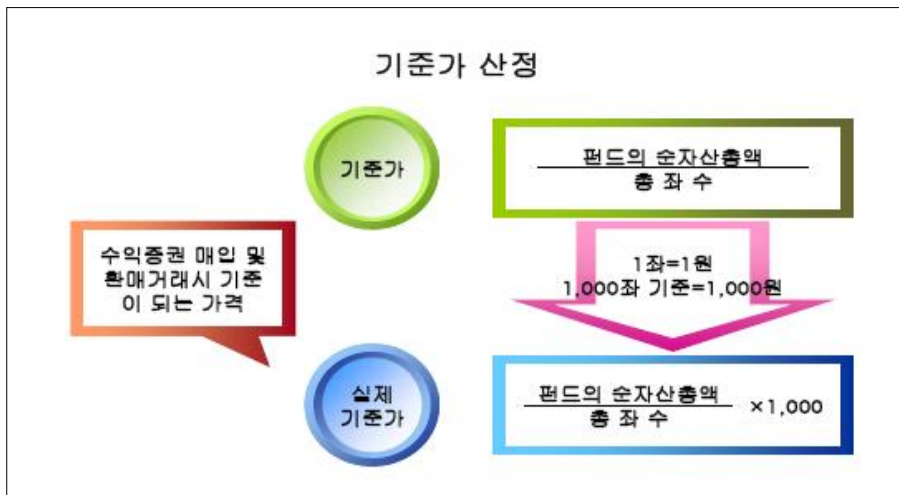 기준가 산정
기준가
펀드의 순자산총액
총 좌 수
수익증권 매입 및
환매거래시 기준
이 되는 가격
1좌=1원
1,000좌 기준=1,000원
실제
기준가
펀드의 순자산총액
총 좌 수
×1,000